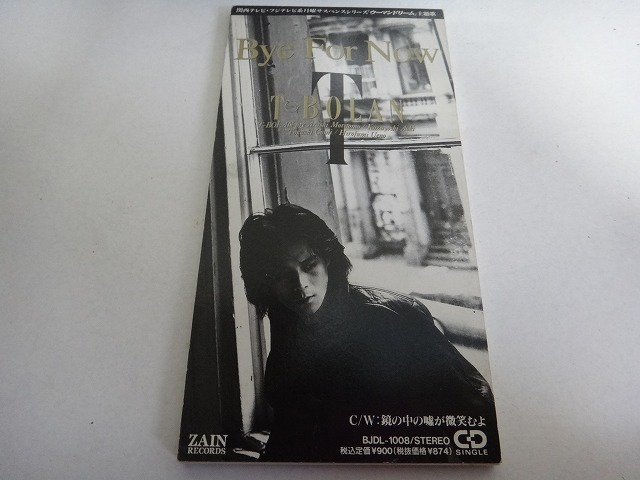 関西テレビ・フジテレビ系月曜サスペンスシリーズ「ウーマンドリーム」主題歌
Bye For Now
T
T-BOLAN
C/W:鏡の中の嘘が微笑むよ
BJDL-1008/STEREO
税込定価¥900(税抜価格¥874)
CD
SINGLE
ZAIN
RECORDS